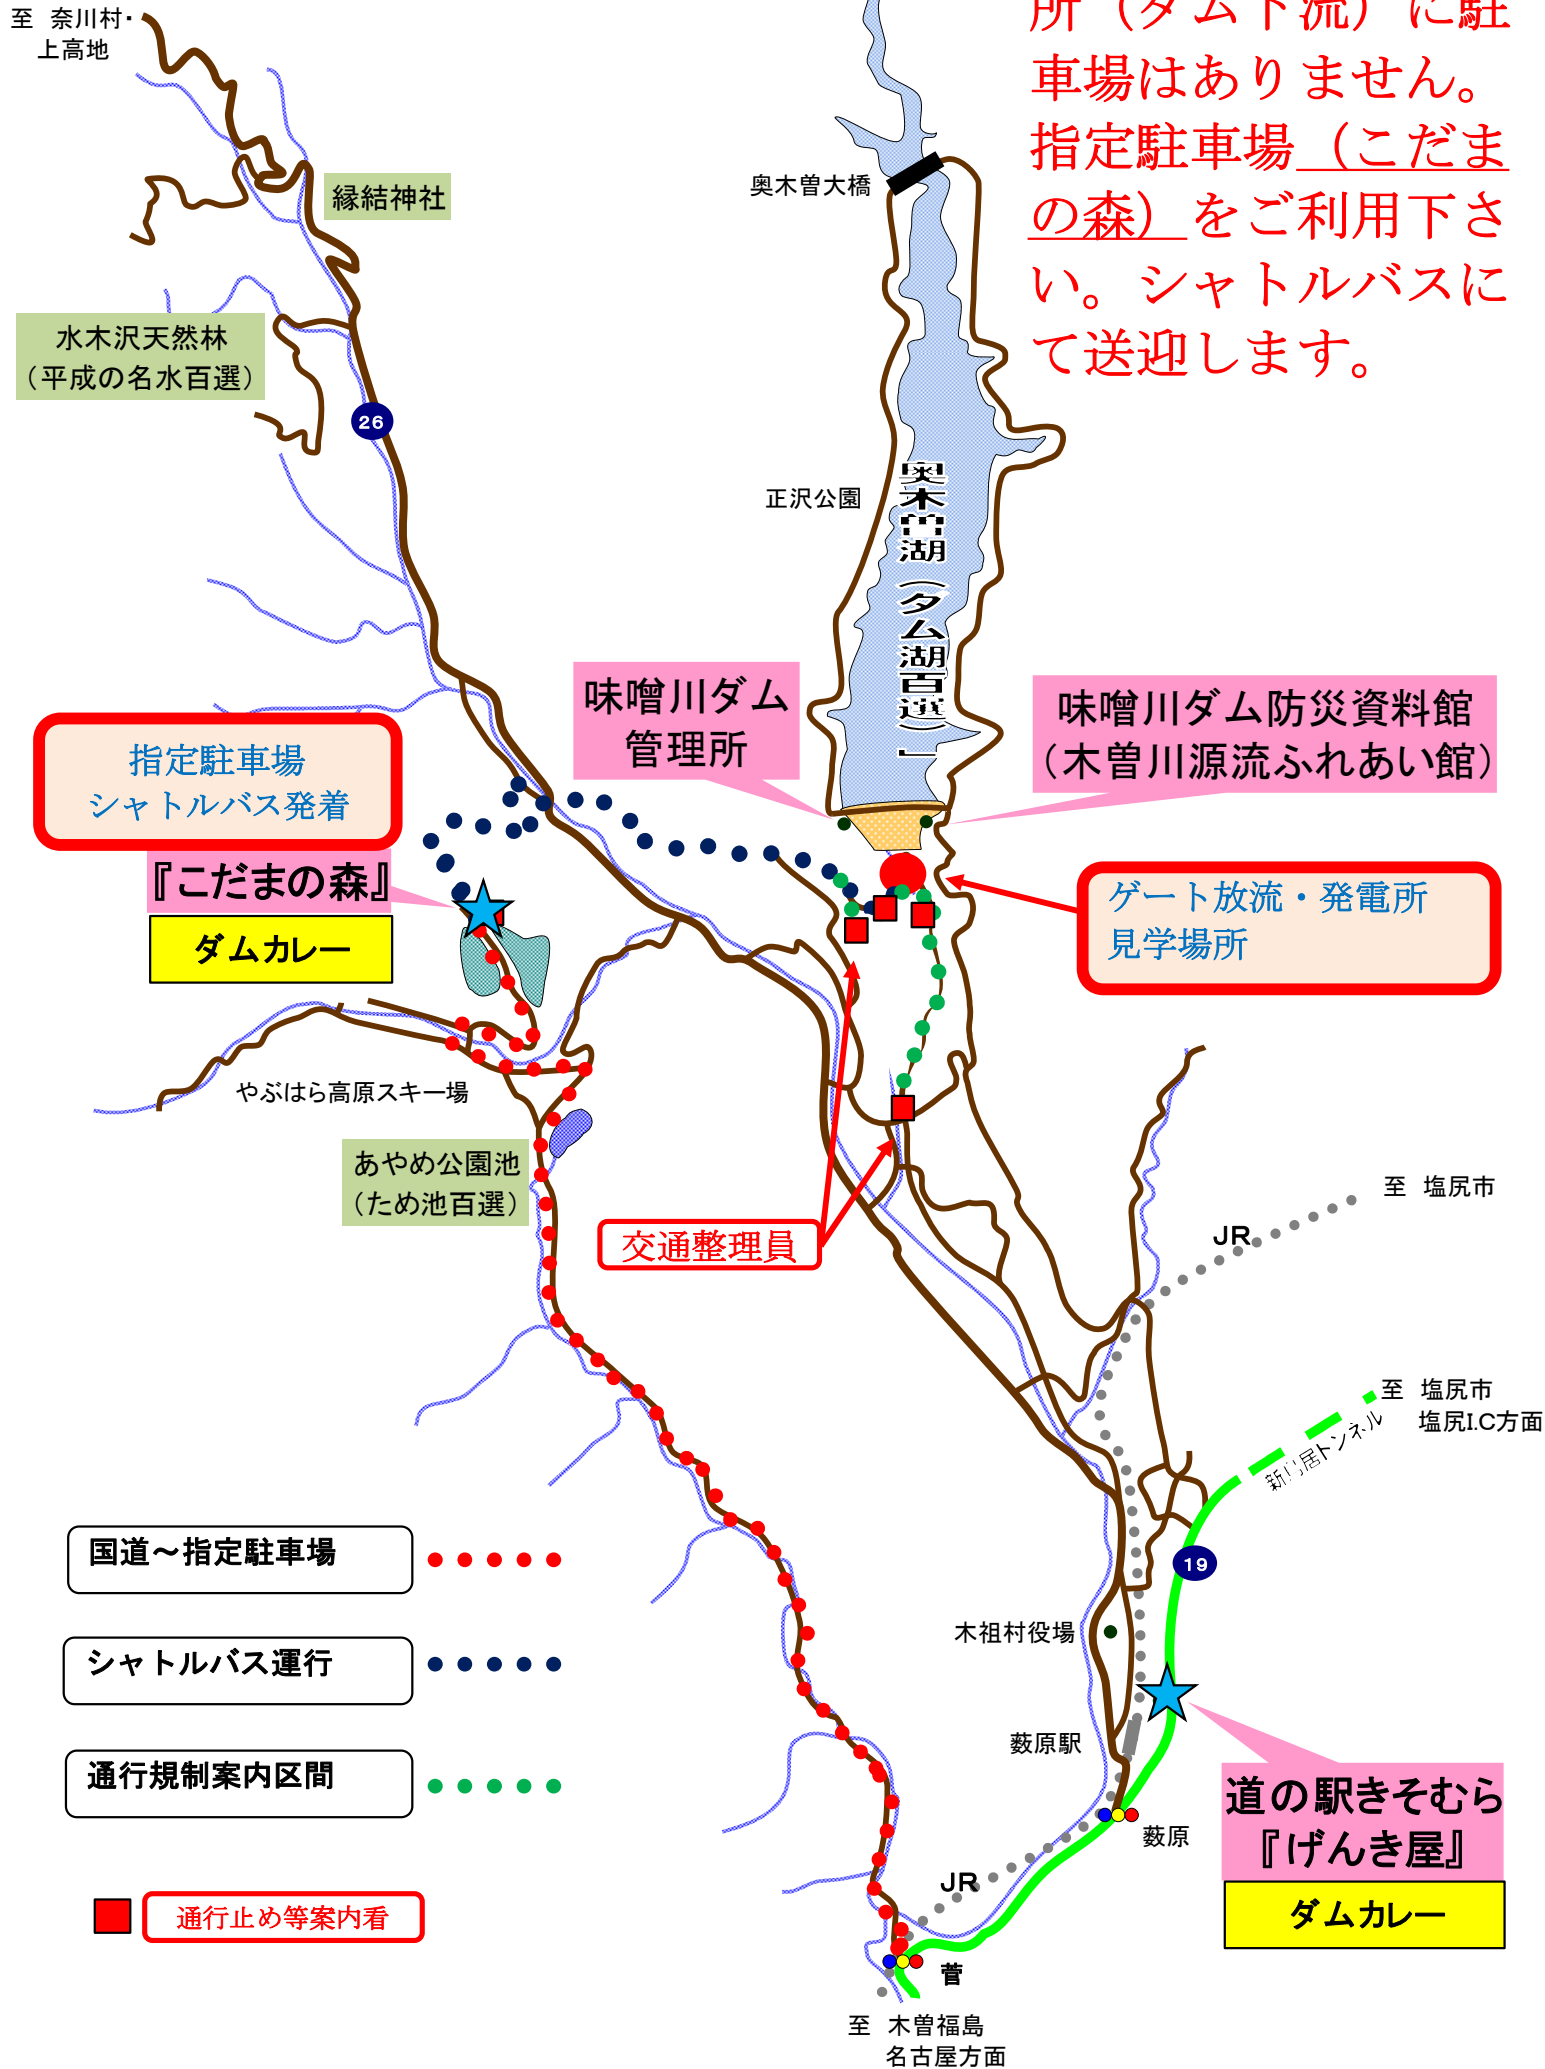 至 奈川村・
上高地
所（ダム下流）に駐
車場はありません。
指定駐車場（こだま
の森）をご利用下さ
い。シャトルバスに
て送迎します。
縁結神社
奥木曽大橋
水木沢天然林
（平成の名水百選）
26
正沢公園
奥木曽湖（ダム湖百選）」
味噌川ダム
管理所
味噌川ダム防災資料館
（木曽川源流ふれあい館）
指定駐車場
シャトルバス発着
『こだまの森』
ダムカレー
ゲート放流・発電所
見学場所
やぶはら高原スキー場
あやめ公園池
（ため池百選）
交通整理員
至 塩尻市
JR
至 塩尻市
塩尻I.C方面
新鳥居トンネル
国道～指定駐車場
19
シャトルバス運行
木祖村役場
通行規制案内区間
薮原駅
道の駅きそむら
『げんき屋』
薮原
ダムカレー
JR
通行止め等案内看
菅
至 木曽福島
名古屋方面